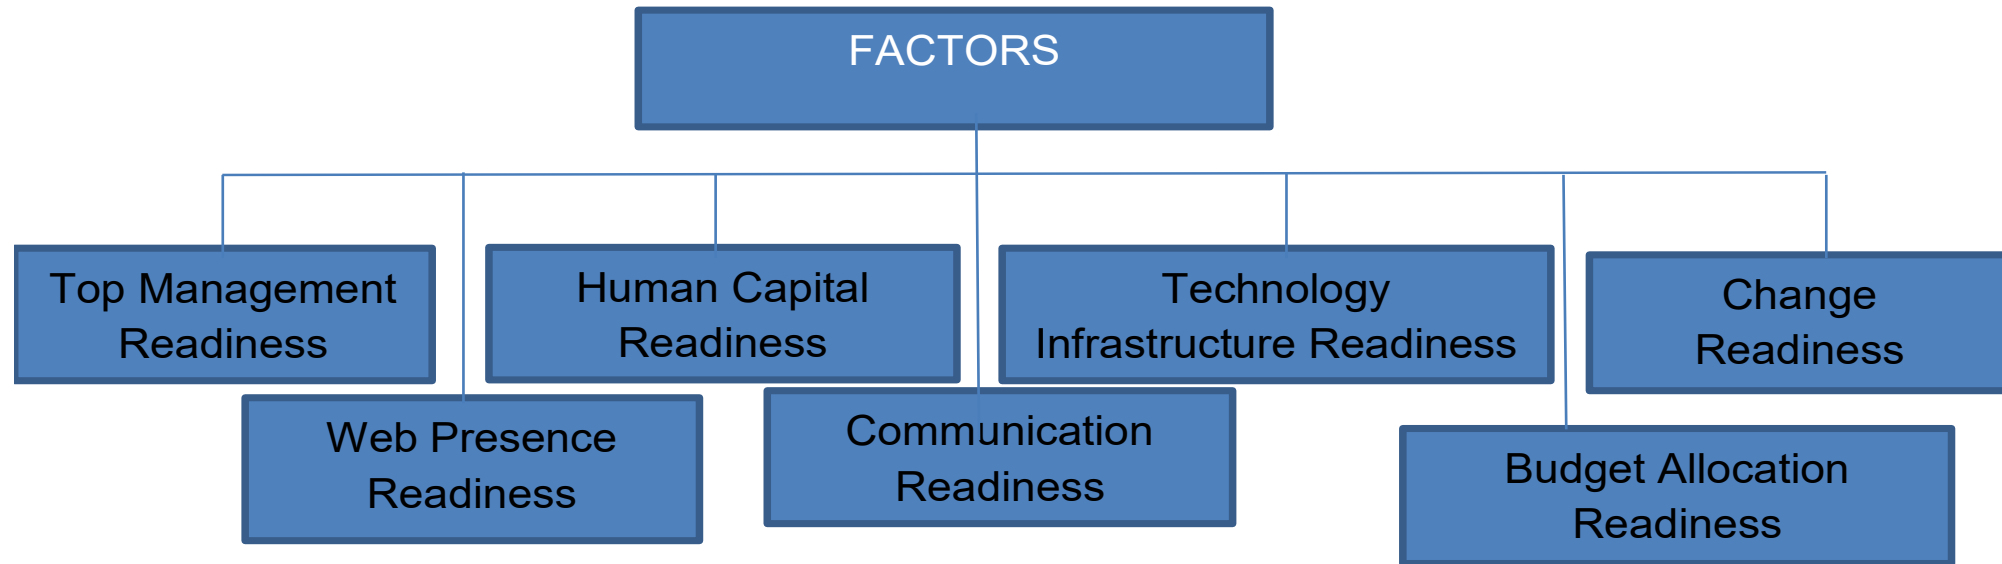 FACTORS
Top Management
Readiness
Human Capital
Readiness
Technology
Infrastructure Readiness
Change
Readiness
Web Presence
Readiness
Communication
Readiness
Budget Allocation
Readiness